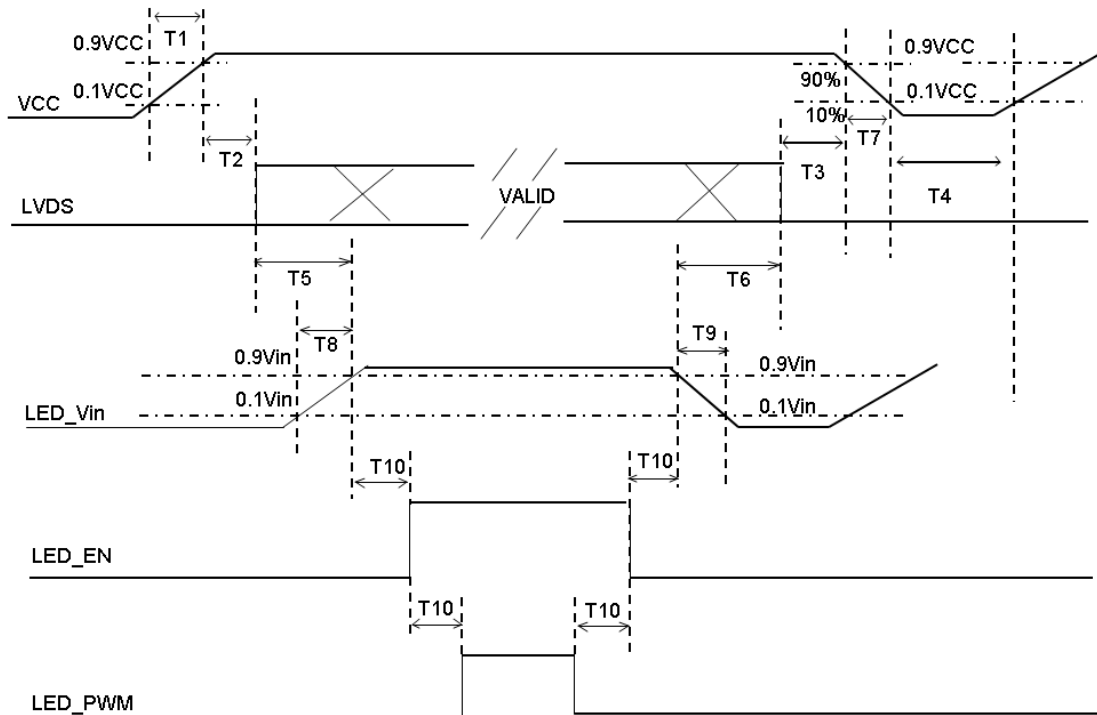 0.9VCC T1 0.9VCC
90%
VCC 0.1VCC 0.1VCC
10%
T2 T7
T3
LVDS VALID T4
T5 T6
T8 T9
0.9Vin 0.9Vin
LED_Vin 0.1Vin 0.1Vin
T10 T10
LED_EN
T10 T10
LED_PWM